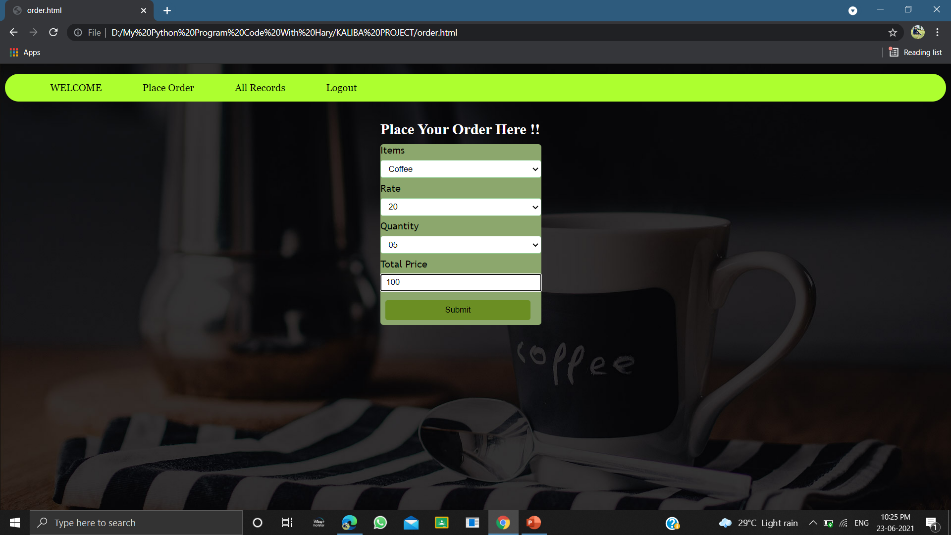 order.html
File | D:/My%20Python%20Program%20Code%20With%20Hary/KALIBA%20PROJECT/order.html
Apps
Reading list
WELCOME Place Order All Records Logout
Place Your Order Here !!
Items
Coffee
Rate
20
Quantity
05
Total Price
100
Submit
coffee
Type here to search
29°C Light rain
ENG
10:25 PM
23-06-2021
1